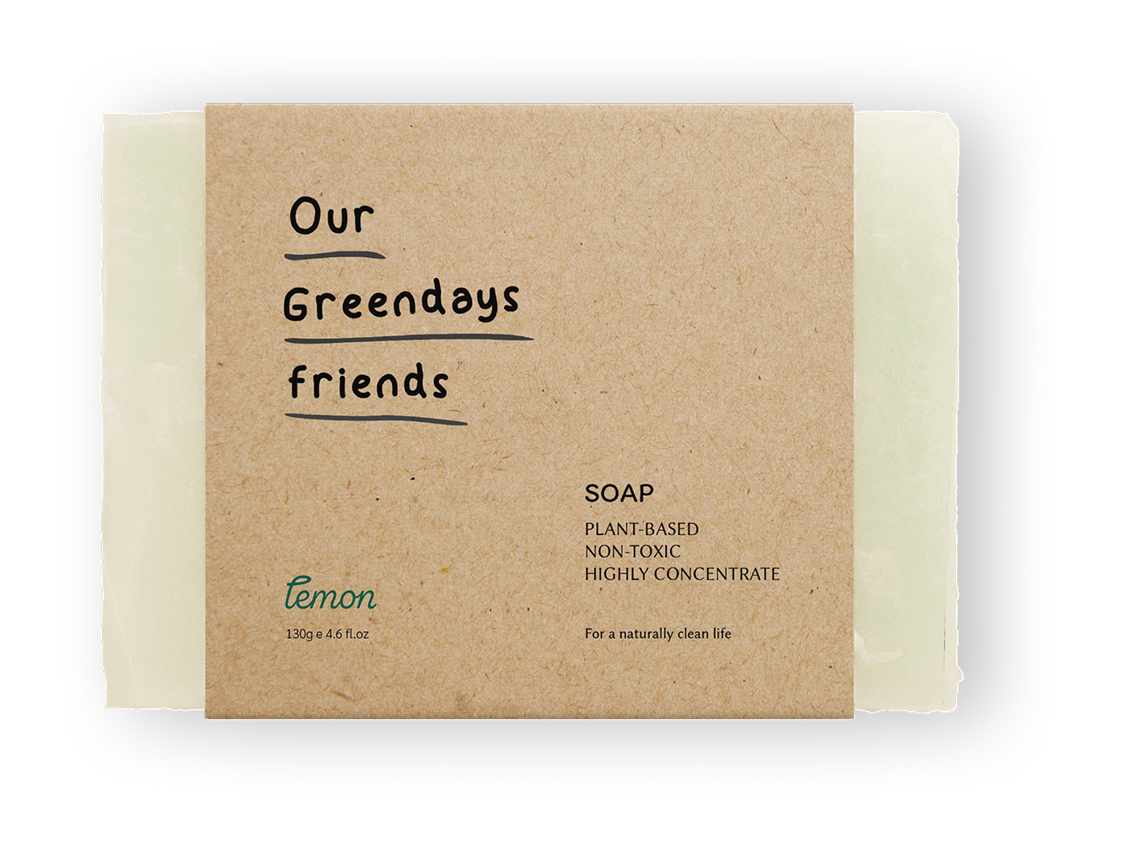 Our
Greendays
friends
SOAP
PLANT-BASED
NON-TOXIC
HIGHLY CONCENTRATE
lemon
130g e 4.6 fl.oz
For a naturally clean life